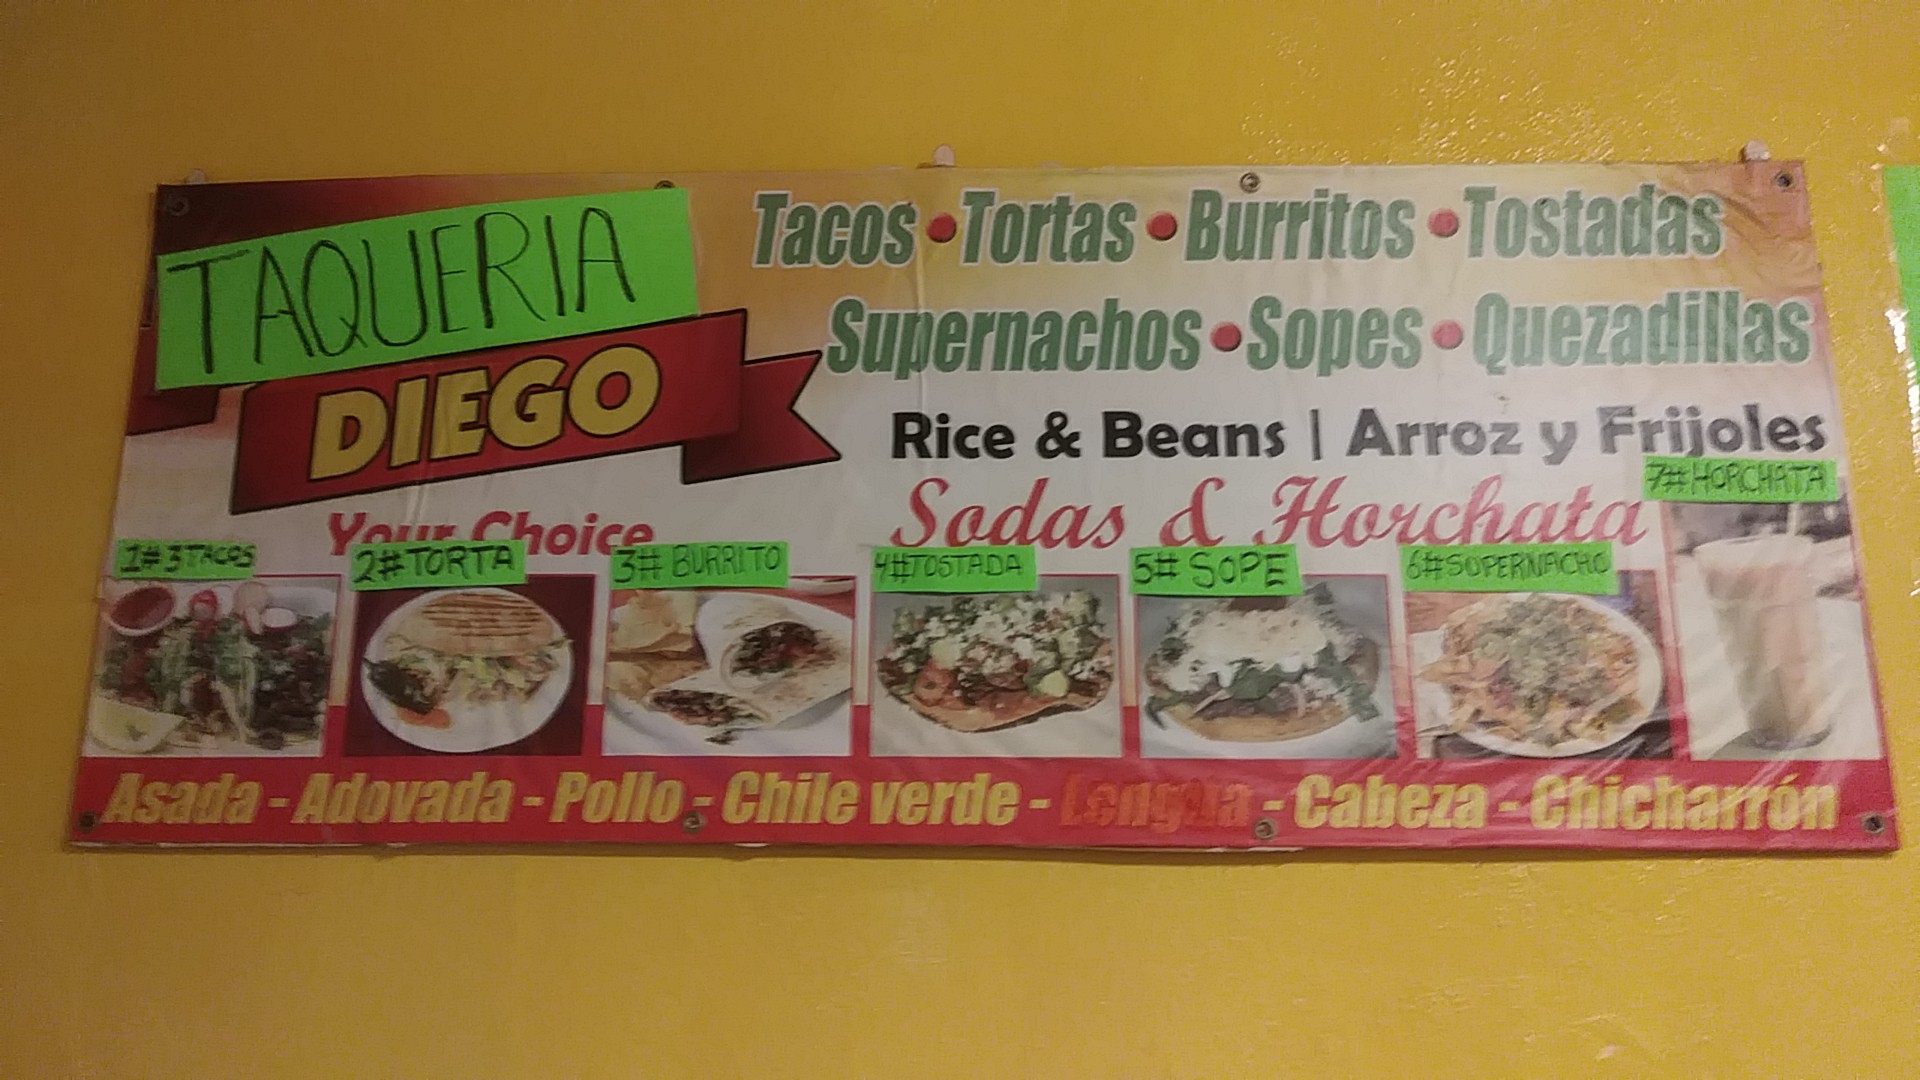 TAQUERIA
DIEGO
Tacos • Tortas • Burritos • Tostadas
Supernachos • Sopes • Quezadillas
Rice & Beans | Arroz y Frijoles
Sodas & Horchata
Your Choice
1# 3 TACOS
2# TORTA
3# BURRITO
4# TOSTADA
5# SOPE
6# SUPERNACHO
7# HORCHATA
Asada - Adovada - Pollo - Chile verde - Lengua - Cabeza - Chicharrón